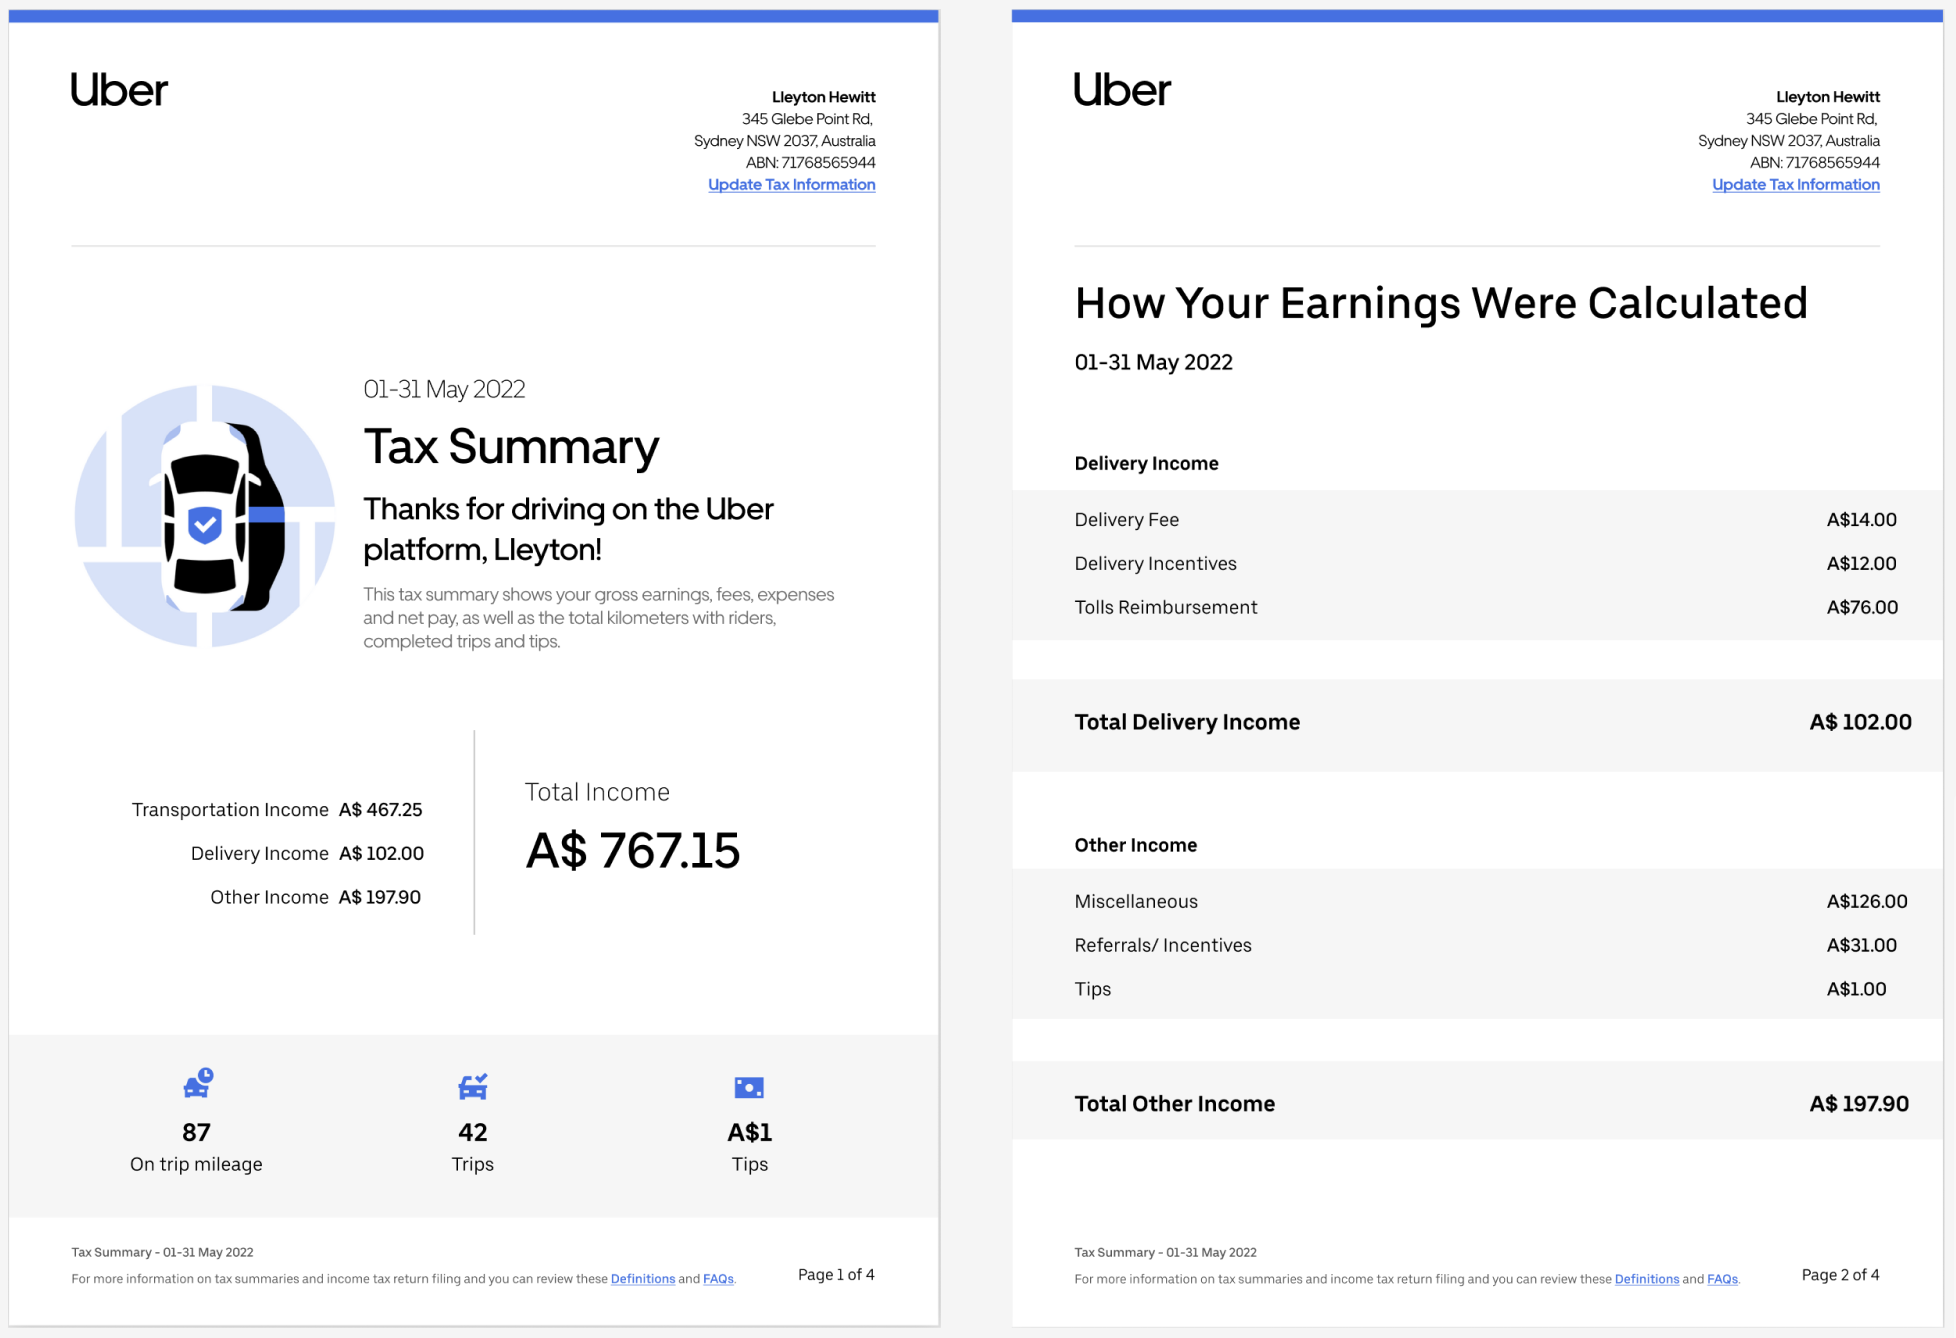 Uber
Lleyton Hewitt
345 Glebe Point Rd,
Sydney NSW 2037, Australia
ABN: 71768565944
Update Tax Information
01-31 May 2022
Tax Summary
Thanks for driving on the Uber
platform, Lleyton!
This tax summary shows your gross earnings, fees, expenses
and net pay, as well as the total kilometers with riders,
completed trips and tips.
Transportation Income A$ 467.25
Delivery Income A$ 102.00
Other Income A$ 197.90
Total Income
A$ 767.15
87
On trip mileage
42
Trips
A$1
Tips
Tax Summary - 01-31 May 2022
For more information on tax summaries and income tax return filing and you can review these Definitions and FAQs.
Page 1 of 4
Uber
Lleyton Hewitt
345 Glebe Point Rd,
Sydney NSW 2037, Australia
ABN: 71768565944
Update Tax Information
How Your Earnings Were Calculated
01-31 May 2022
Delivery Income
Delivery Fee A$14.00
Delivery Incentives A$12.00
Tolls Reimbursement A$76.00
Total Delivery Income A$ 102.00
Other Income
Miscellaneous A$126.00
Referrals/ Incentives A$31.00
Tips A$1.00
Total Other Income A$ 197.90
Tax Summary - 01-31 May 2022
For more information on tax summaries and income tax return filing and you can review these Definitions and FAQs.
Page 2 of 4